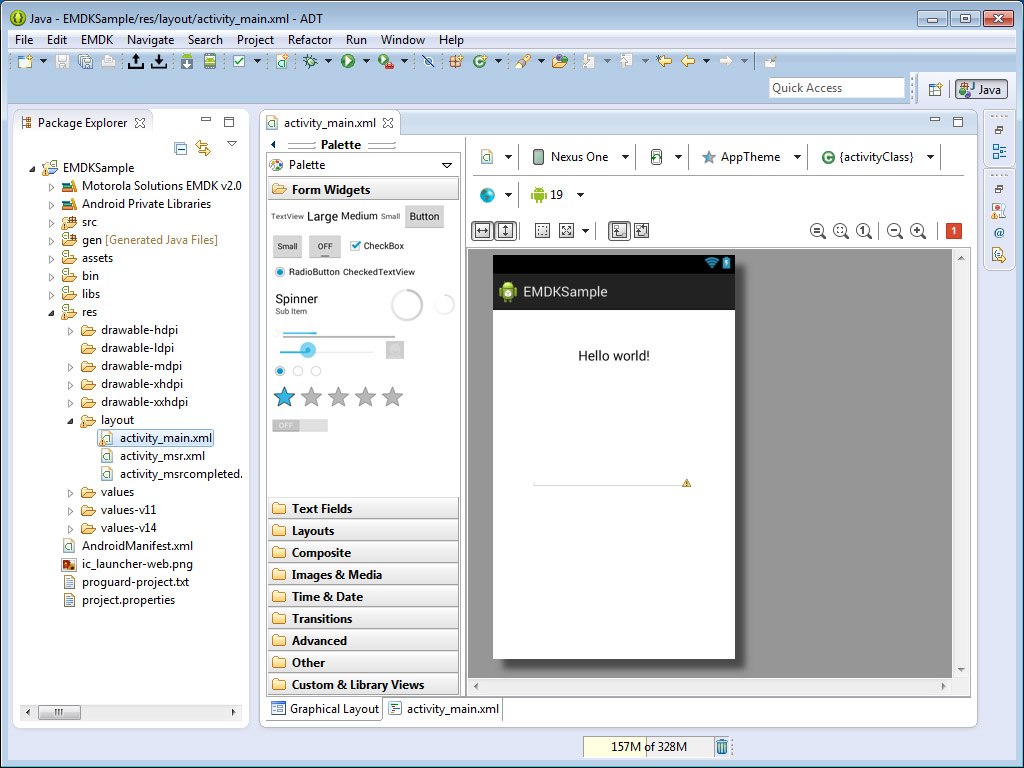 Java - EMDKSample/res/layout/activity_main.xml - ADT
File Edit EMDK Navigate Search Project Refactor Run Window Help
Quick Access
Java
Package Explorer
EMDKSample
Motorola Solutions EMDK v2.0
Android Private Libraries
src
gen [Generated Java Files]
assets
bin
libs
res
drawable-hdpi
drawable-ldpi
drawable-mdpi
drawable-xhdpi
drawable-xxhdpi
layout
activity_main.xml
activity_msr.xml
activity_msrcompleted.
values
values-v11
values-v14
AndroidManifest.xml
ic_launcher-web.png
proguard-project.txt
project.properties
activity_main.xml
Palette
Palette
Form Widgets
TextView Large Medium Small Button
Small OFF CheckBox
RadioButton CheckedTextView
Spinner
Sub Item
OFF
Text Fields
Layouts
Composite
Images & Media
Time & Date
Transitions
Advanced
Other
Custom & Library Views
Nexus One AppTheme {activityClass}
19
1
1
EMDKSample
Hello world!
Graphical Layout activity_main.xml
157M of 328M